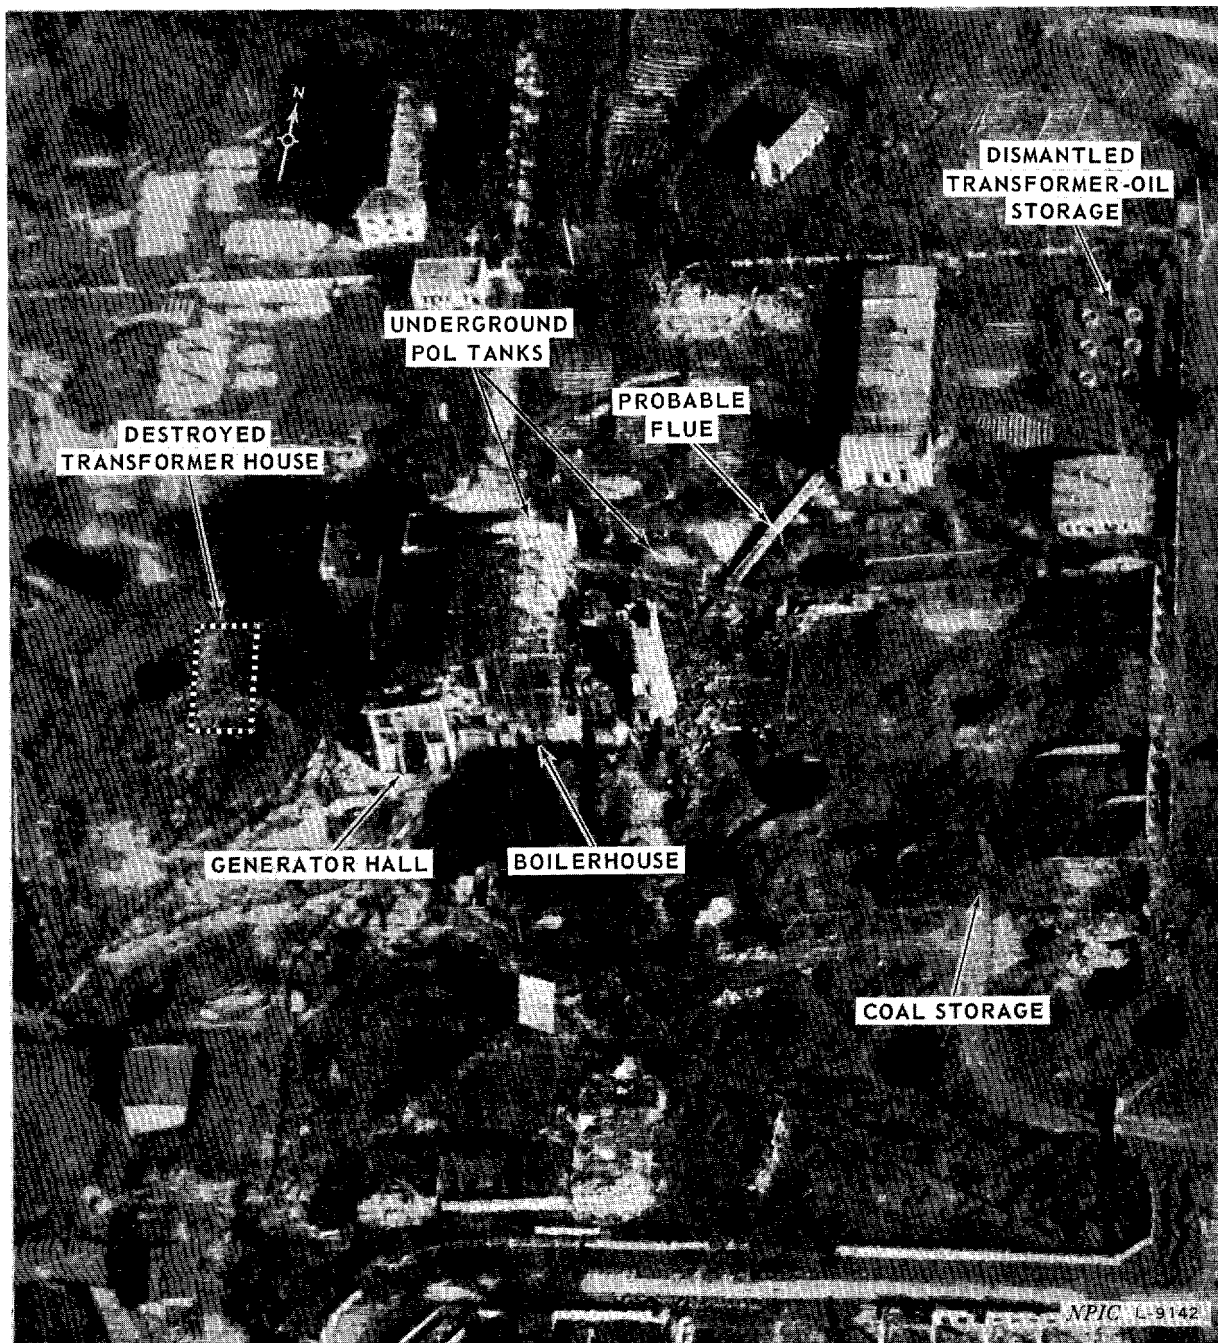 N
DISMANTLED
TRANSFORMER-OIL
STORAGE
UNDERGROUND
POL TANKS
PROBABLE
FLUE
DESTROYED
TRANSFORMER HOUSE
GENERATOR HALL
BOILERHOUSE
COAL STORAGE
NPIC L-9142